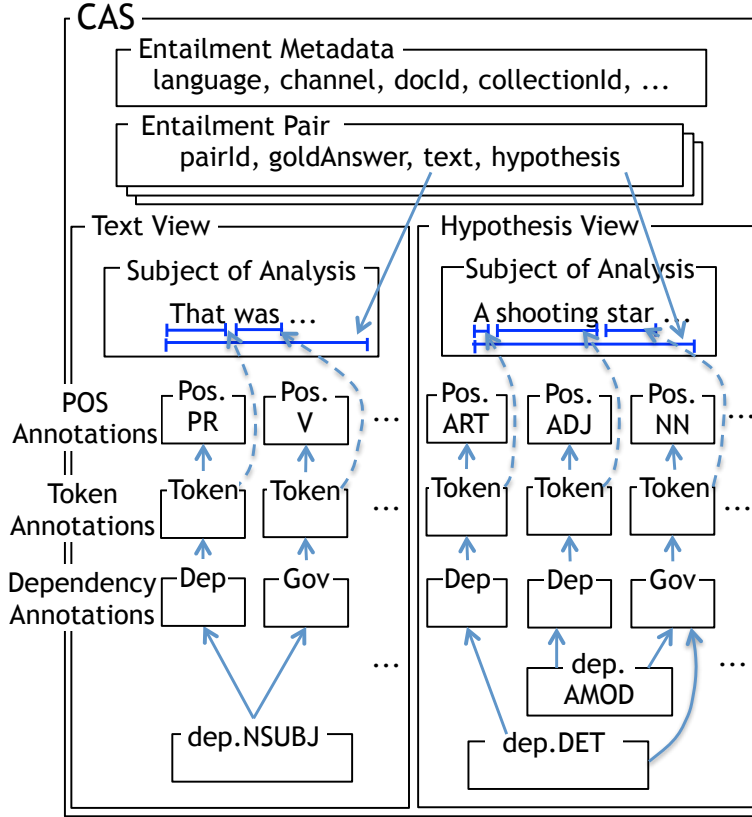 CAS
Entailment Metadata
language, channel, docId, collectionId, ...
Entailment Pair
pairId, goldAnswer, text, hypothesis
Text View
Subject of Analysis
That was ...
Hypothesis View
Subject of Analysis
A shooting star ...
POS
Annotations
Pos.
PR
Pos.
V
...
Pos.
ART
Pos.
ADJ
Pos.
NN
...
Token
Annotations
Token
Token
...
Token
Token
Token
...
Dependency
Annotations
Dep
Gov
Dep
Dep
Gov
...
...
dep.
AMOD
dep.NSUBJ
dep.DET